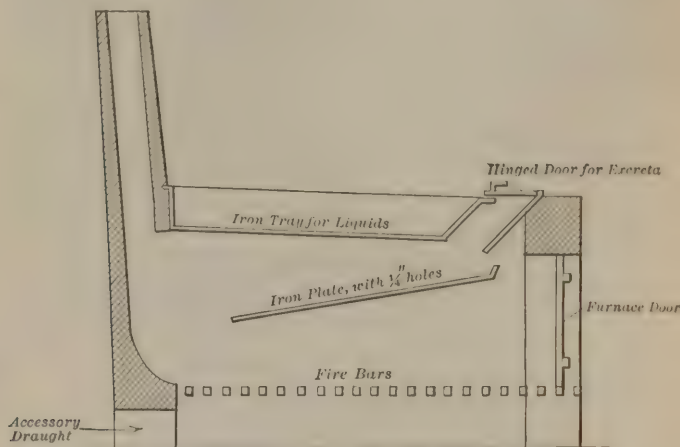 Hinged Door for Excreta
Iron Tray for Liquids
Iron Plate, with ¼" holes
Furnace Door
Fire Bars
Accessory
Draught